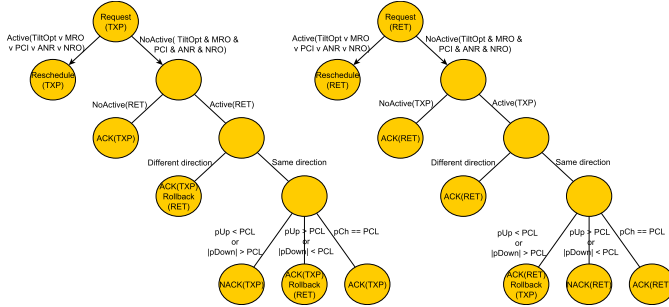 Request
(TXP)
Active(TiltOpt v MRO
v PCI v ANR v NRO)
NoActive( TiltOpt & MRO &
PCI & ANR & NRO)
Reschedule
(TXP)
NoActive(RET)
Active(RET)
ACK(TXP)
Different direction
Same direction
ACK(TXP)
Rollback
(RET)
pUp < PCL
or
|pDown| > PCL
pUp > PCL
or
|pDown| < PCL
pCh == PCL
NACK(TXP)
ACK(TXP)
Rollback
(RET)
ACK(TXP)
Request
(RET)
Active(TiltOpt v MRO
v PCI v ANR v NRO)
NoActive( TiltOpt & MRO &
PCI & ANR & NRO)
Reschedule
(RET)
NoActive(TXP)
Active(TXP)
ACK(RET)
Different direction
Same direction
ACK(RET)
pUp < PCL
or
|pDown| > PCL
pUp > PCL
or
|pDown| < PCL
pCh == PCL
ACK(RET)
Rollback
(TXP)
NACK(RET)
ACK(RET)